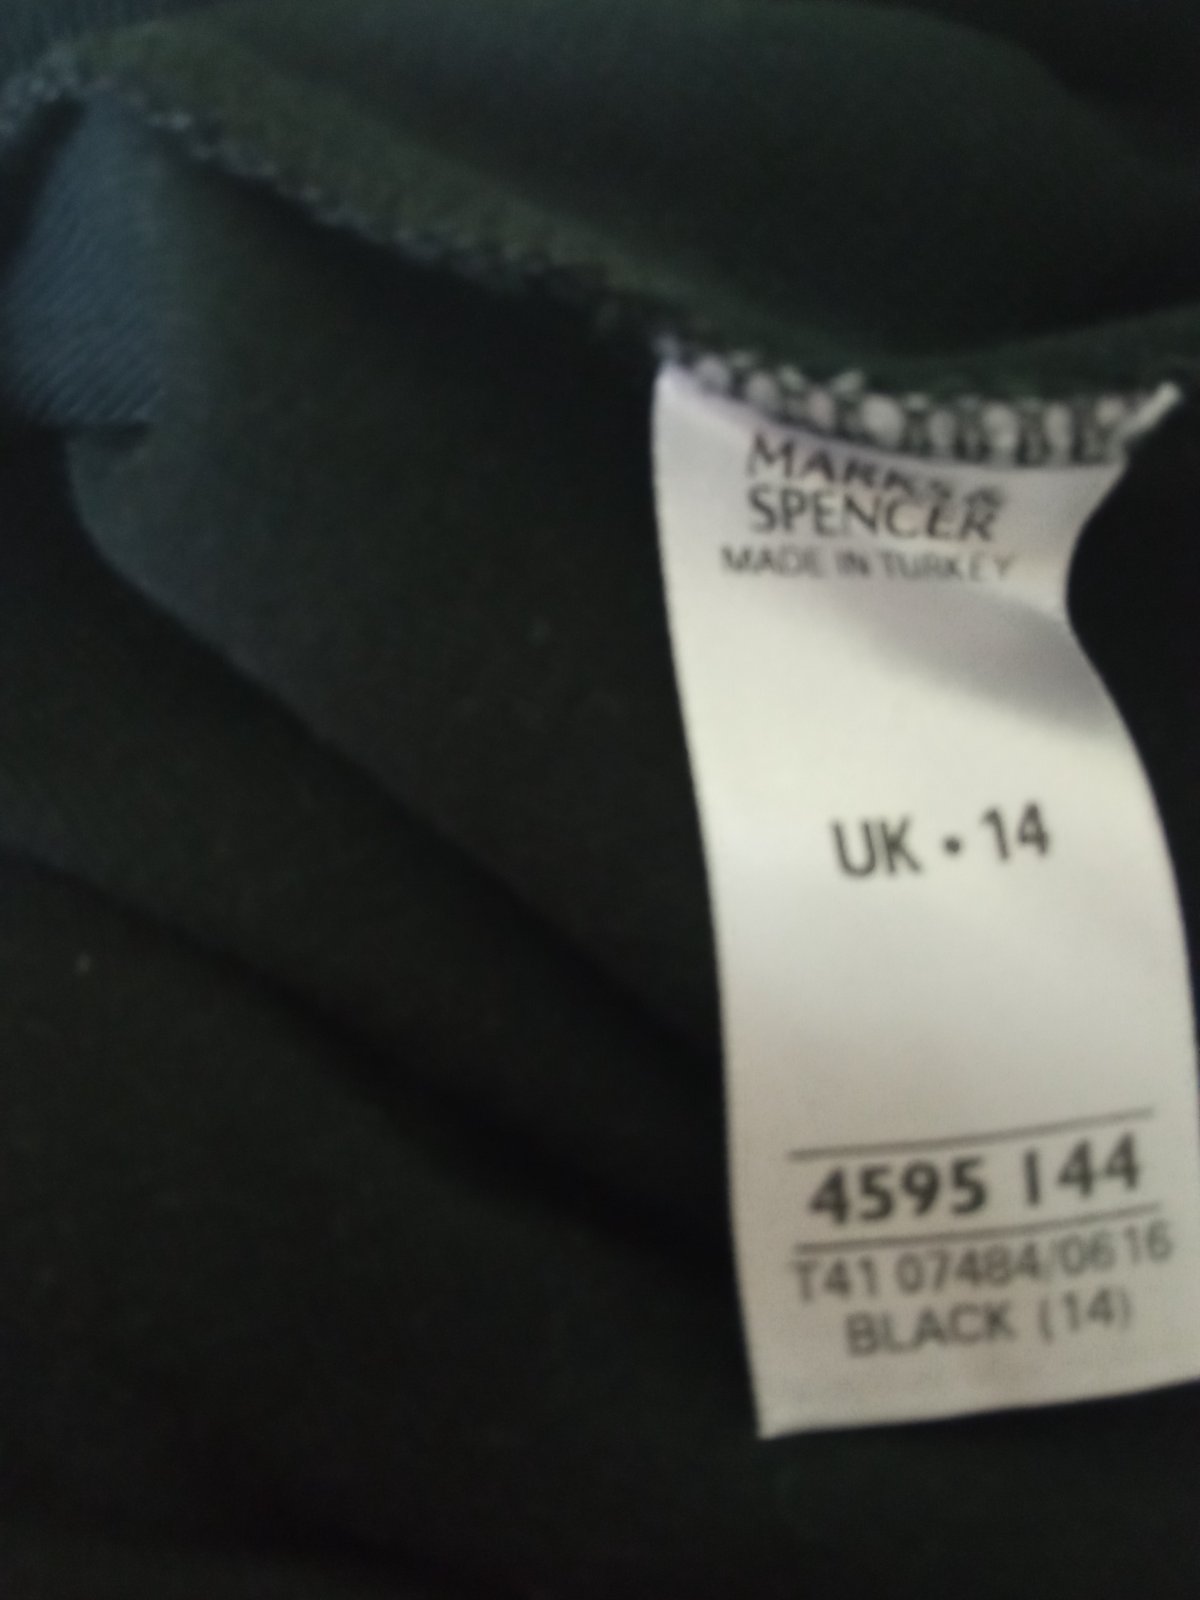 MARKS &
SPENCER
MADE IN TURKEY
UK • 14
4595 144
T41 07484/0616
BLACK (14)